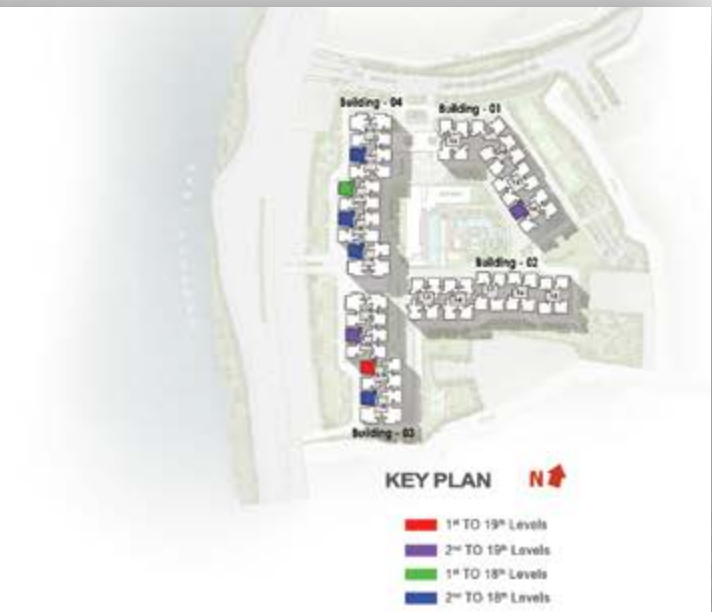 Building - 04
Building - 01
Building - 02
Building - 03
KEY PLAN N
1st TO 19th Levels
2nd TO 19th Levels
1st TO 18th Levels
2nd TO 18th Levels